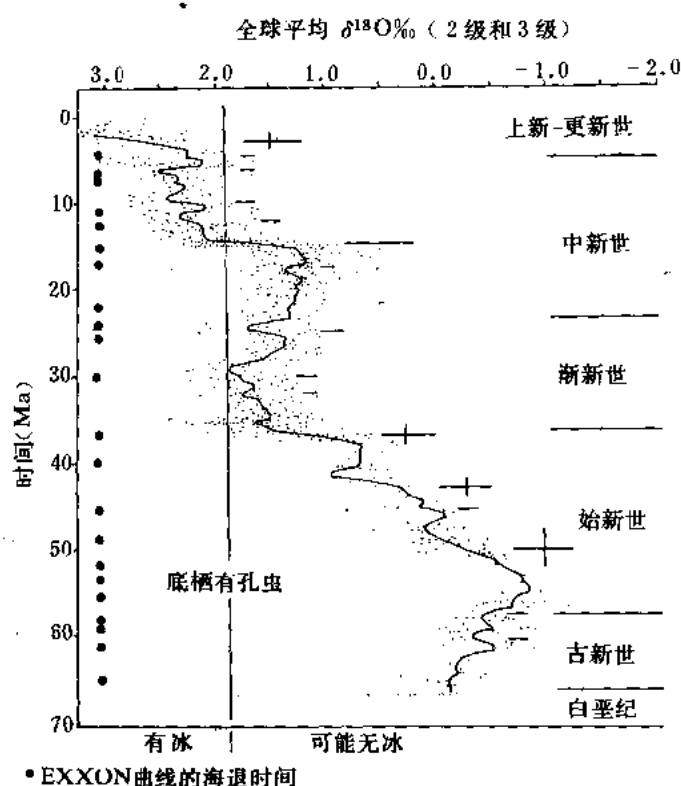 全球平均 δ¹⁸O‰（2级和3级）
3.0 2.0 1.0 0.0 -1.0 -2.0
0
10
20
30
40
50
60
70
时间(Ma)
上新-更新世
中新世
渐新世
始新世
古新世
白垩纪
底栖有孔虫
有冰 可能无冰
• EXXON曲线的海退时间